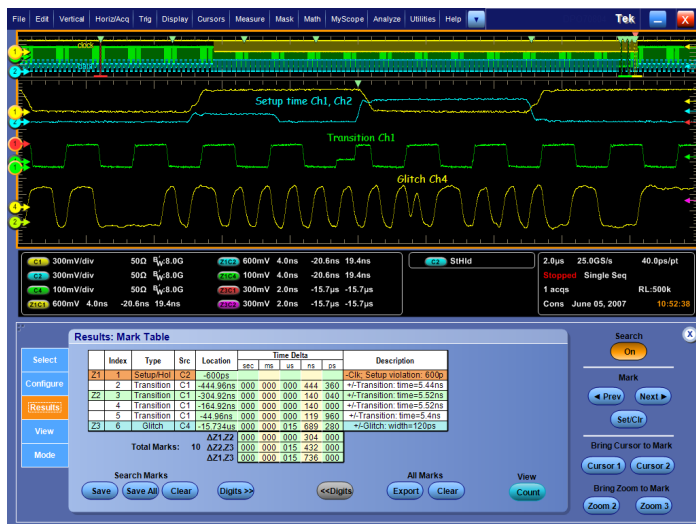 File Edit Vertical Horiz/Acq Trig Display Cursors Measure Mask Math MyScope Analyze Utilities Help Tek X
clock
1
2
Setup time Ch1, Ch2
1
Transition Ch1
1
Glitch Ch4
4
2
C1 300mV/div 50Ω BW:8.0G Z1C2 600mV 4.0ns -20.6ns 19.4ns C2 StHld 2.0µs 25.0GS/s 40.0ps/pt
C2 300mV/div 50Ω BW:8.0G Z1C4 100mV 4.0ns -20.6ns 19.4ns Stopped Single Seq
C4 100mV/div 50Ω BW:8.0G Z3C1 300mV 2.0ns -15.7µs -15.7µs 1 acqs RL:500k
Z1C1 600mV 4.0ns -20.6ns 19.4ns Z3C2 300mV 2.0ns -15.7µs -15.7µs Cons June 05, 2007 10:52:38
Results: Mark Table
Select
Configure
Results
View
Mode
Index Type Src Location Time Delta Description
sec ms us ns ps
Z1 1 Setup/Hol C2 -600ps -Clk; Setup violation: 600p
2 Transition C1 -444.96ns 000 000 000 444 360 +/-Transition: time=5.44ns
Z2 3 Transition C1 -304.92ns 000 000 000 140 040 +/-Transition: time=5.52ns
4 Transition C1 -164.92ns 000 000 000 140 000 +/-Transition: time=5.52ns
5 Transition C1 -44.96ns 000 000 000 119 960 +/-Transition: time=5.4ns
Z3 6 Glitch C4 -15.734us 000 000 015 689 280 +/-Glitch: width=120ps
ΔZ1.Z2 000 000 000 304 000
Total Marks: 10 ΔZ2.Z3 000 000 015 432 000
ΔZ1.Z3 000 000 015 736 000
Search Marks
Save Save All Clear Digits >> <<Digits
All Marks
Export Clear
View
Count
Search
On
X
Mark
◄ Prev Next ►
Set/Clr
Bring Cursor to Mark
Cursor 1 Cursor 2
Bring Zoom to Mark
Zoom 2 Zoom 3